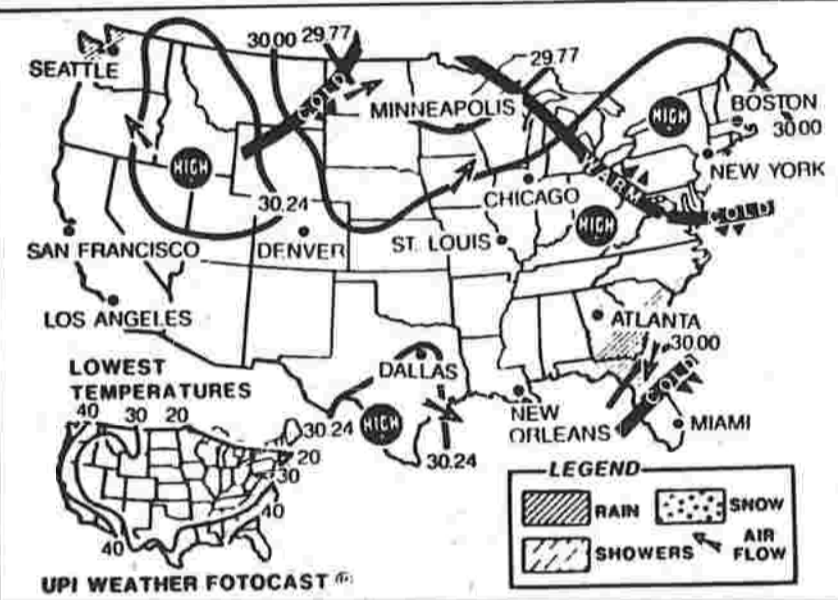 30.00 29.77
29.77
SEATTLE
COLD
MINNEAPOLIS
BOSTON
HIGH
30.00
HIGH
WARM
NEW YORK
CHICAGO
30.24
COLD
HIGH
SAN FRANCISCO
DENVER
ST. LOUIS
LOS ANGELES
ATLANTA
30.00
LOWEST
TEMPERATURES
DALLAS
COLD
40 30 20
30.24
HIGH
NEW
ORLEANS
MIAMI
20
30.24
30
40
40
LEGEND
RAIN
SNOW
SHOWERS
AIR
FLOW
UPI WEATHER FOTOCAST ®